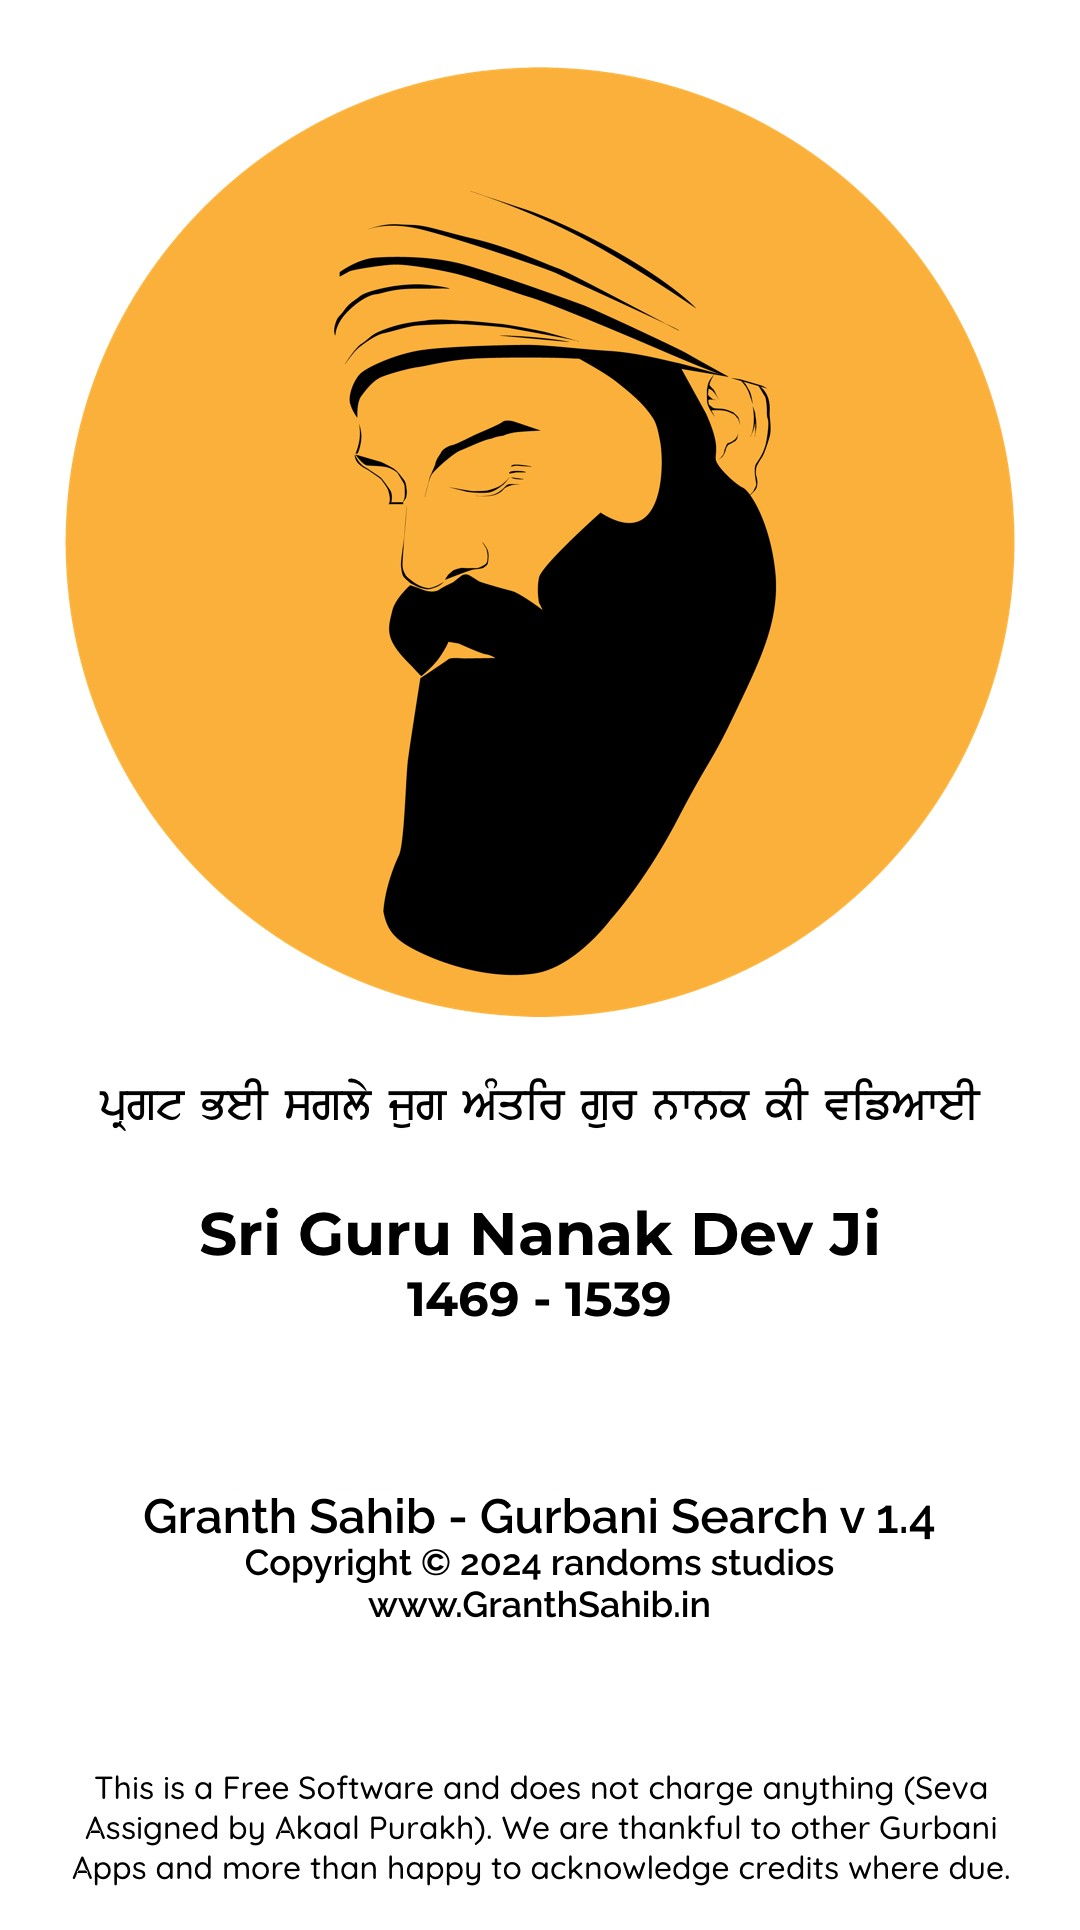 ਪ੍ਰਗਟ ਭਈ ਸਗਲੇ ਜੁਗ ਅੰਤਰਿ ਗੁਰ ਨਾਨਕ ਕੀ ਵਡਿਆਈ
Sri Guru Nanak Dev Ji
1469 - 1539
Granth Sahib - Gurbani Search v 1.4
Copyright © 2024 randoms studios
www.GranthSahib.in
This is a Free Software and does not charge anything (Seva
Assigned by Akaal Purakh). We are thankful to other Gurbani
Apps and more than happy to acknowledge credits where due.